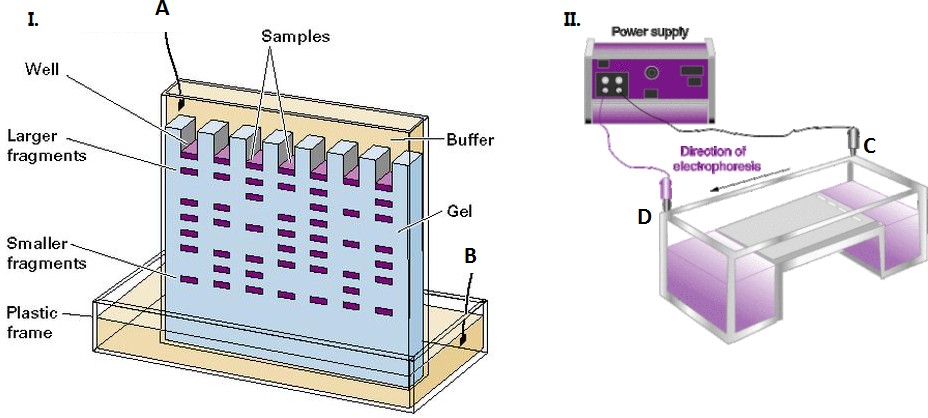 I.
A
Samples
Well
Larger
fragments
Buffer
Gel
Smaller
fragments
B
Plastic
frame
II.
Power supply
C
Direction of
electrophoresis
D